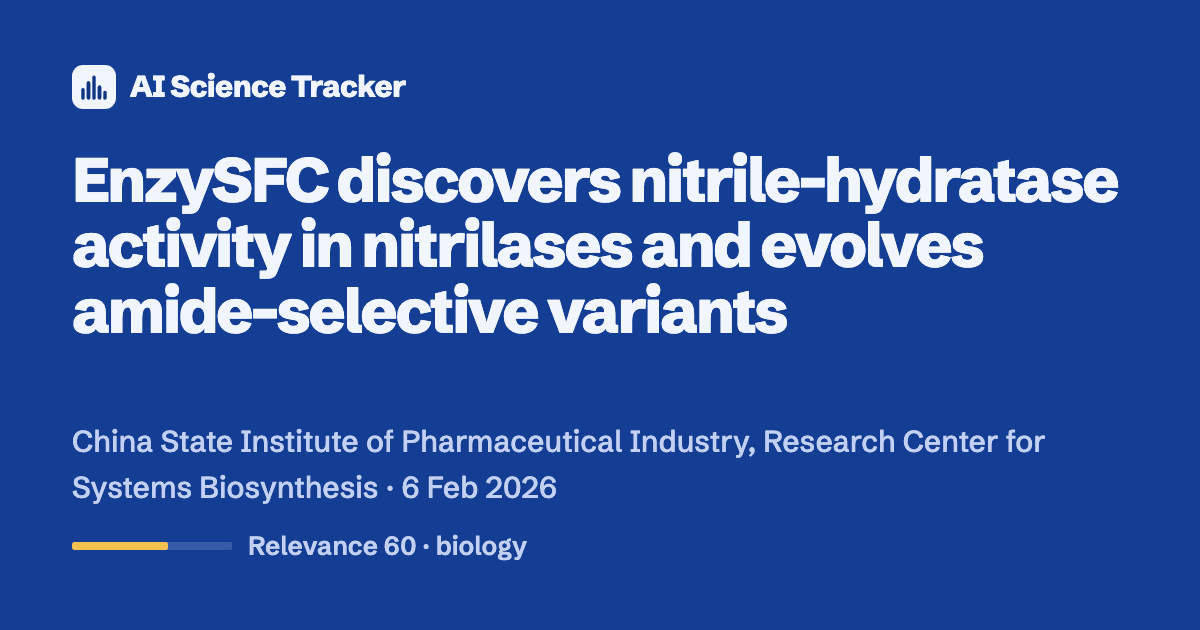 AI Science Tracker
EnzySFC discovers nitrile-hydratase
activity in nitrilases and evolves
amide-selective variants
China State Institute of Pharmaceutical Industry, Research Center for
Systems Biosynthesis · 6 Feb 2026
Relevance 60 · biology